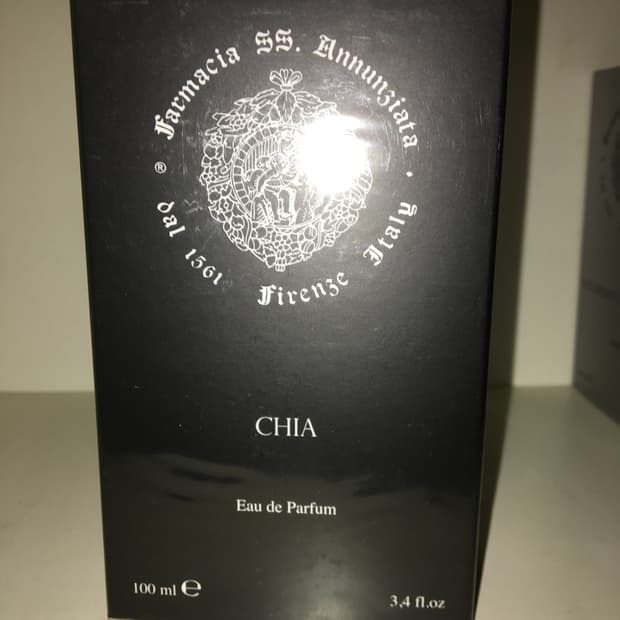 Farmacia SS. Annunziata ·
® dal 1561 Firenze Italy
CHIA
Eau de Parfum
100 ml ℮
3,4 fl.oz